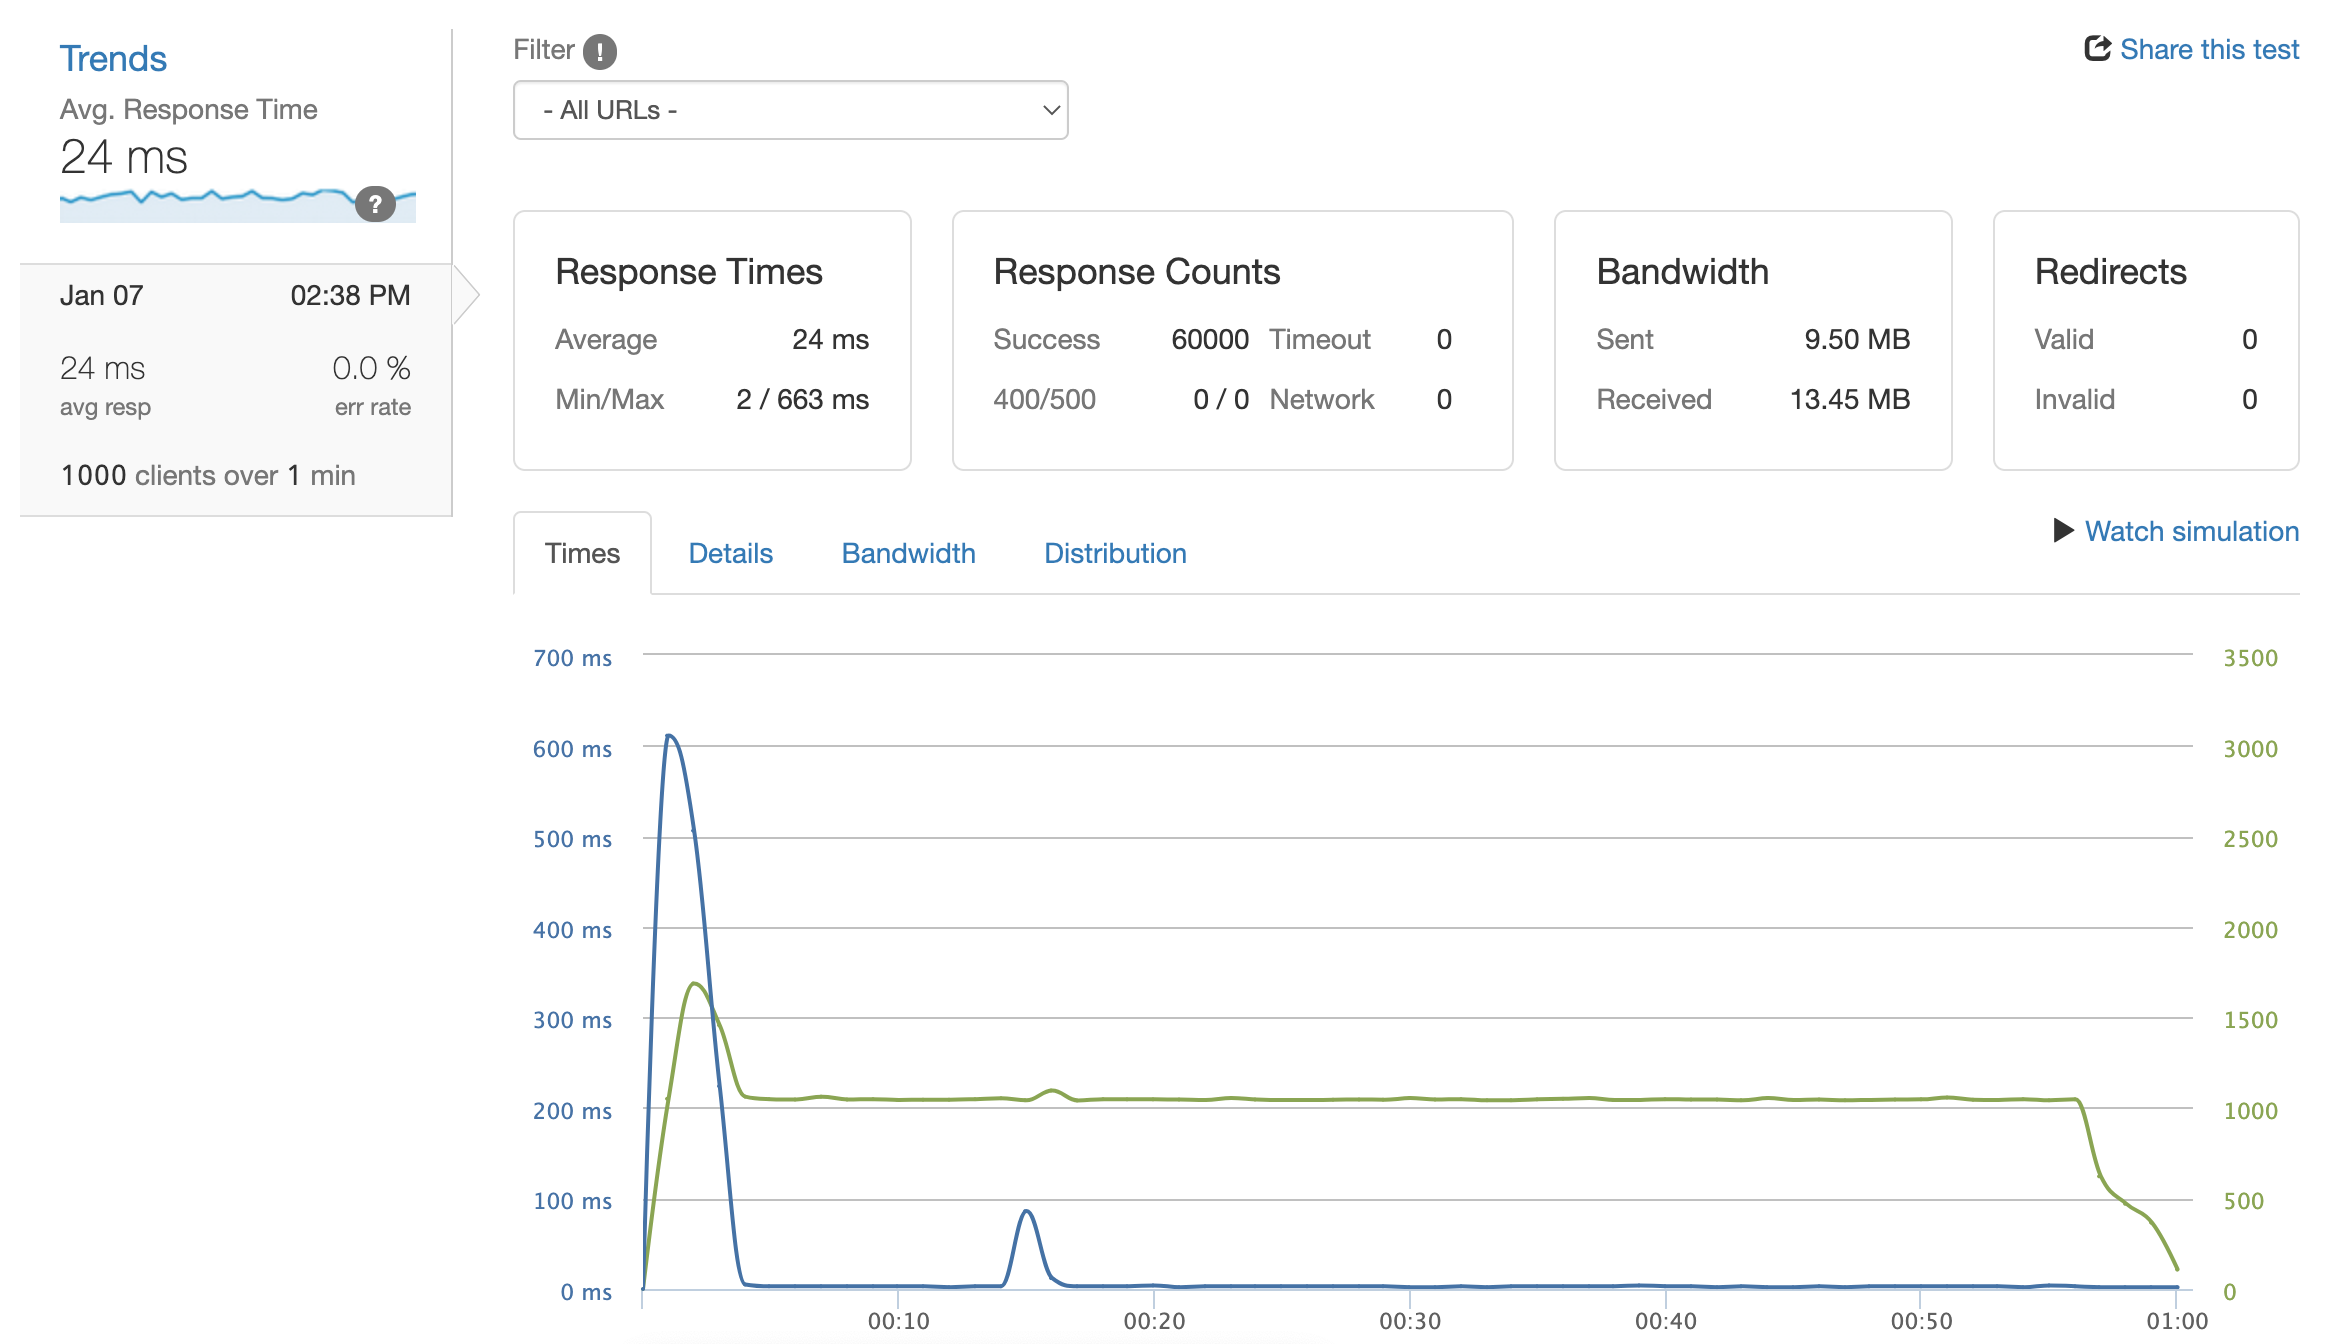 Trends
Avg. Response Time
24 ms
?
Jan 07 02:38 PM
24 ms 0.0 %
avg resp err rate
1000 clients over 1 min
Filter !
- All URLs -
Share this test
Response Times
Average 24 ms
Min/Max 2 / 663 ms
Response Counts
Success 60000 Timeout 0
400/500 0 / 0 Network 0
Bandwidth
Sent 9.50 MB
Received 13.45 MB
Redirects
Valid 0
Invalid 0
Times Details Bandwidth Distribution
Watch simulation
700 ms 3500
600 ms 3000
500 ms 2500
400 ms 2000
300 ms 1500
200 ms 1000
100 ms 500
0 ms 0
00:10 00:20 00:30 00:40 00:50 01:00